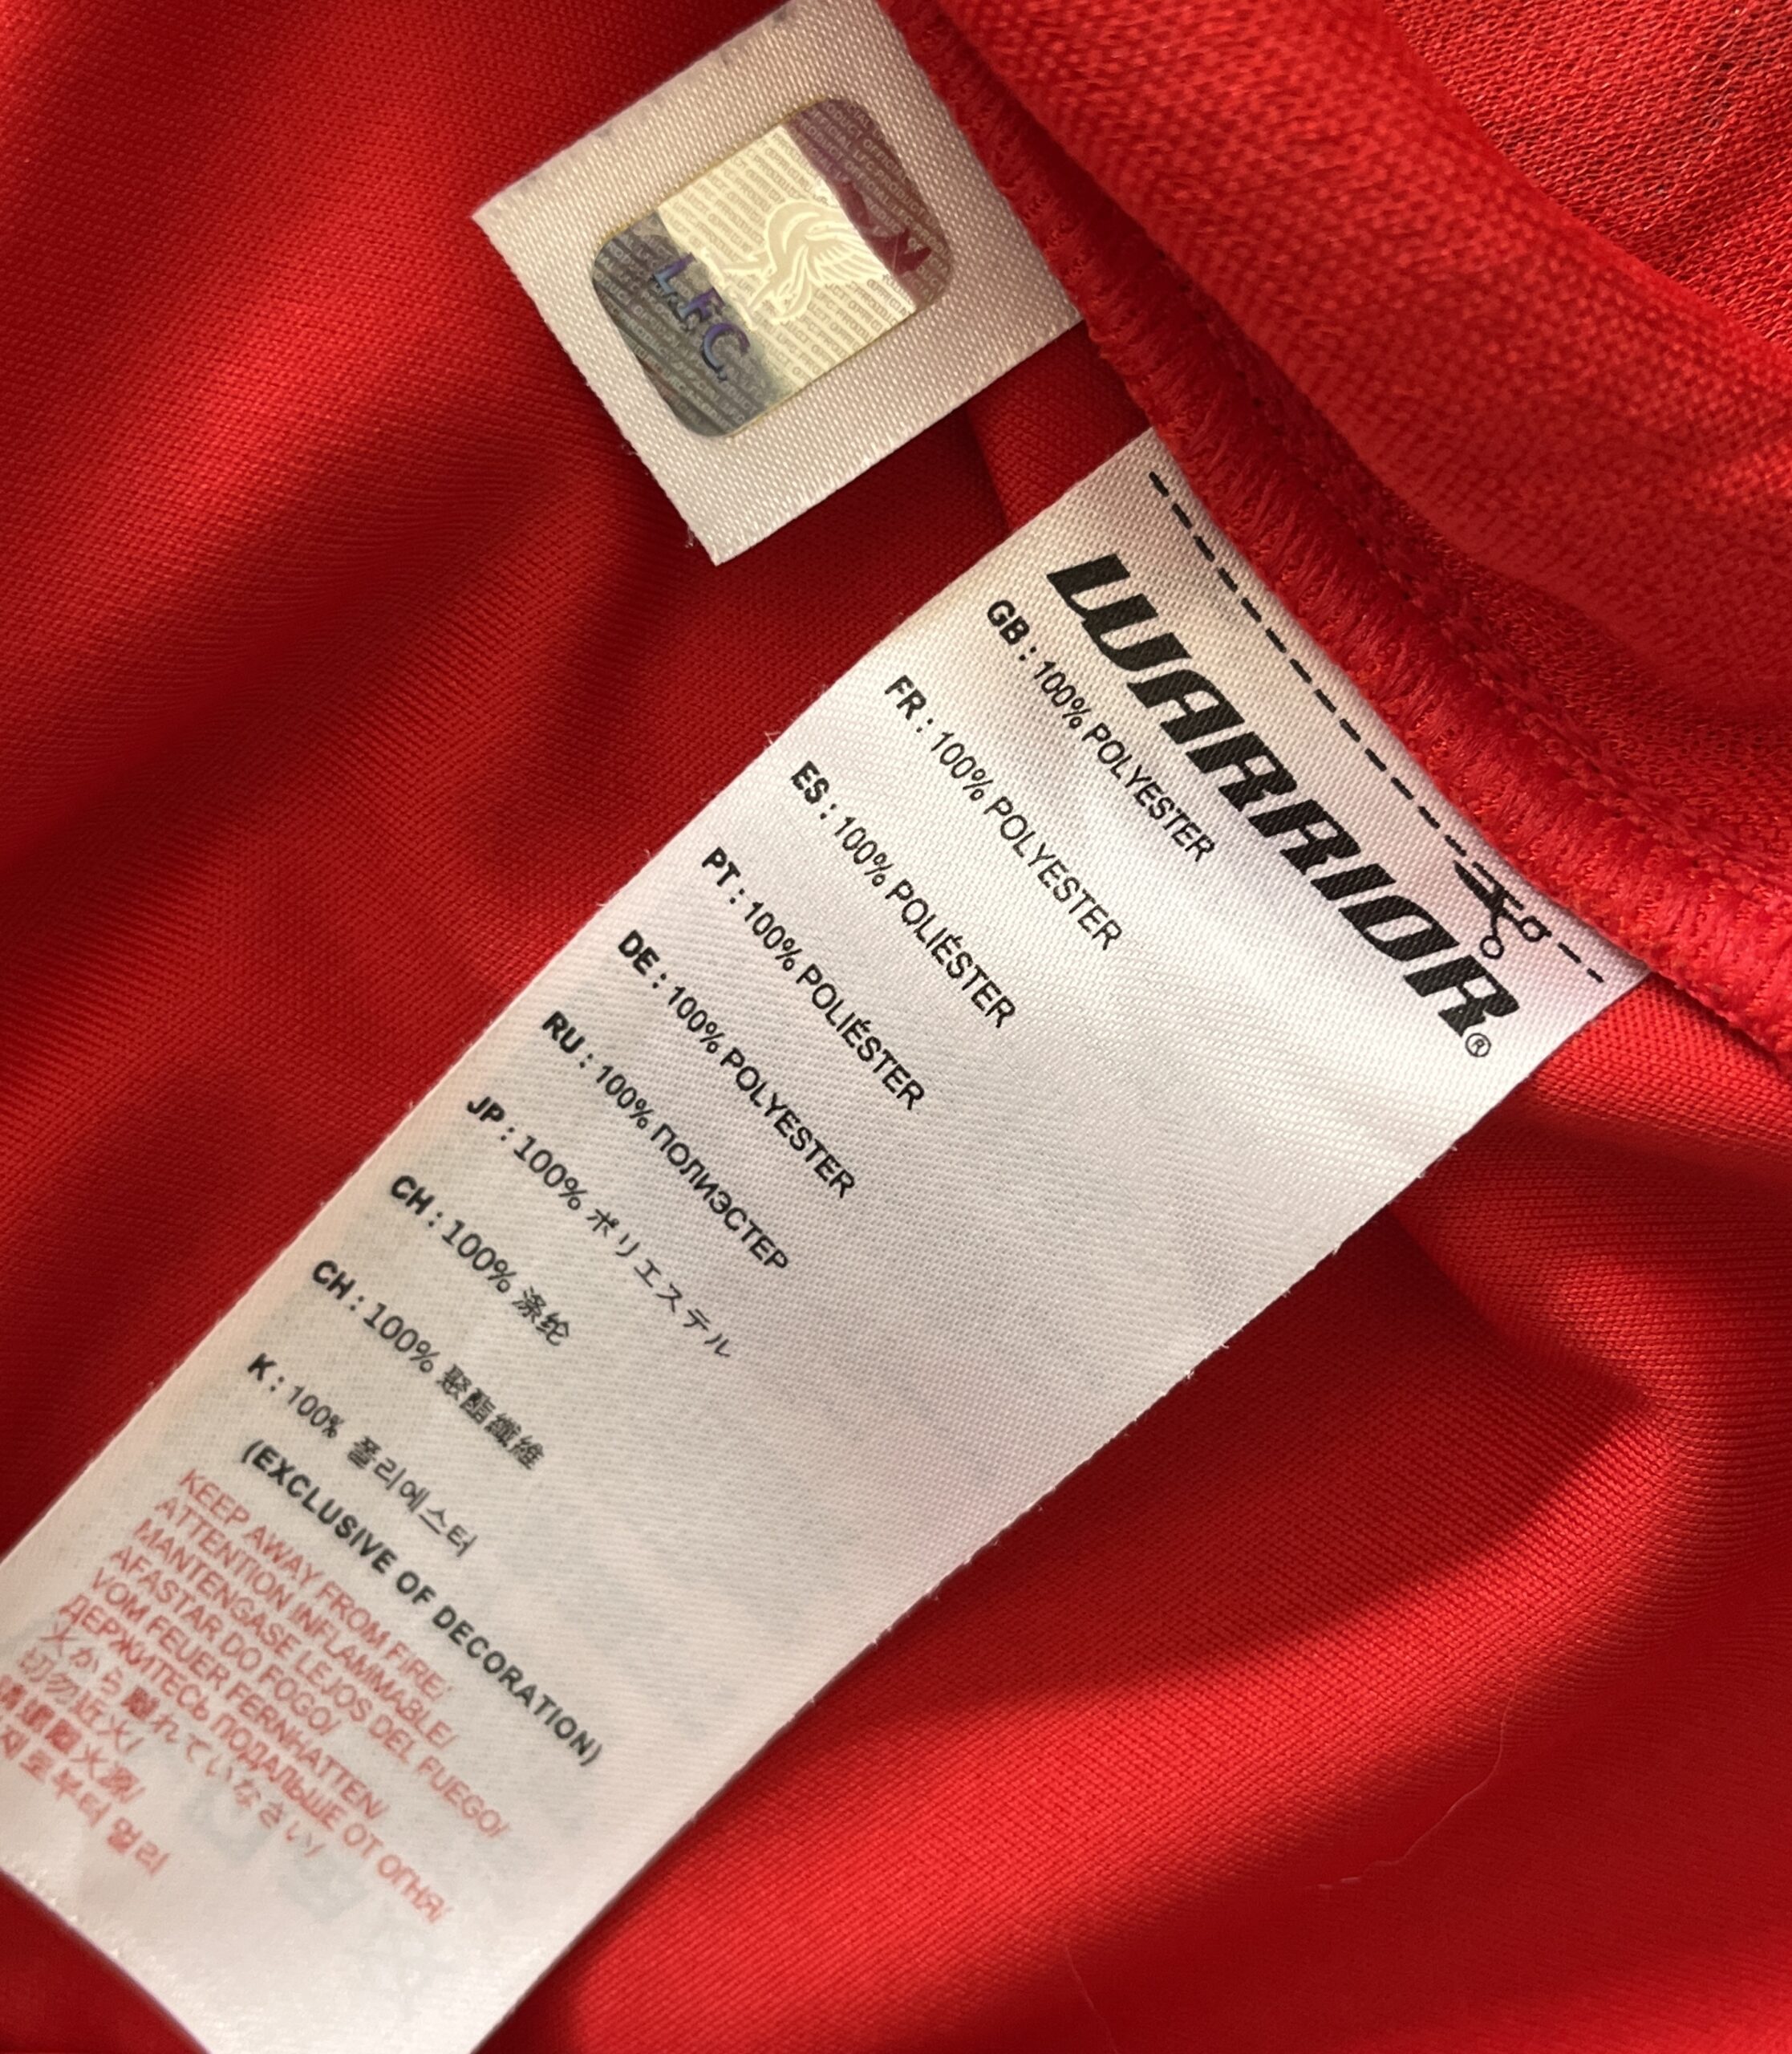 LFC
WARRIOR®
GB : 100% POLYESTER
FR : 100% POLYESTER
ES : 100% POLIÉSTER
PT : 100% POLIÉSTER
DE : 100% POLYESTER
RU : 100% ПОЛИЭСТЕР
JP : 100% ポリエステル
CH : 100% 涤纶
CH : 100% 聚酯纖維
K : 100% 폴리에스터
(EXCLUSIVE OF DECORATION)
KEEP AWAY FROM FIRE/
ATTENTION INFLAMMABLE/
MANTENGASE LEJOS DEL FUEGO/
AFASTAR DO FOGO/
VOM FEUER FERNHATTEN/
ДЕРЖИТЕСЬ ПОДАЛЬШЕ ОТ ОГНЯ/
火から離れていなさい/
切勿近火/
火源/
로부터 멀리